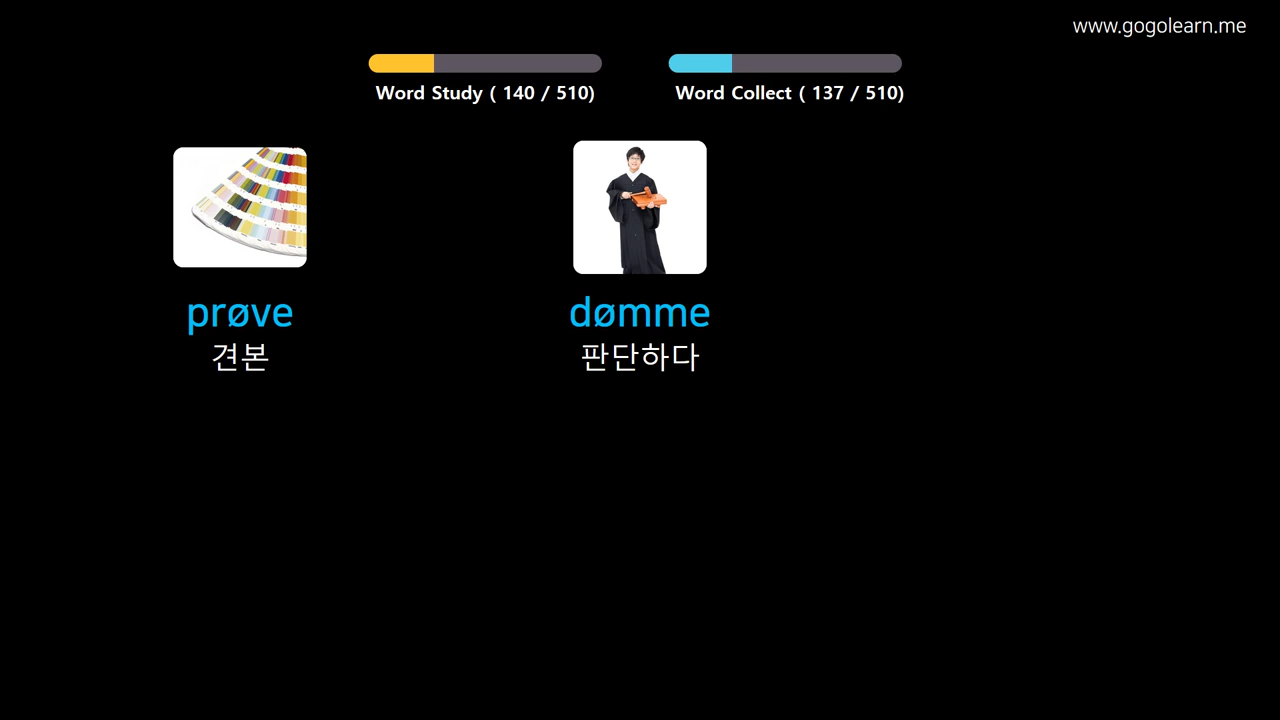 www.gogolearn.me
Word Study ( 140 / 510)
Word Collect ( 137 / 510)
prøve
견본
dømme
판단하다